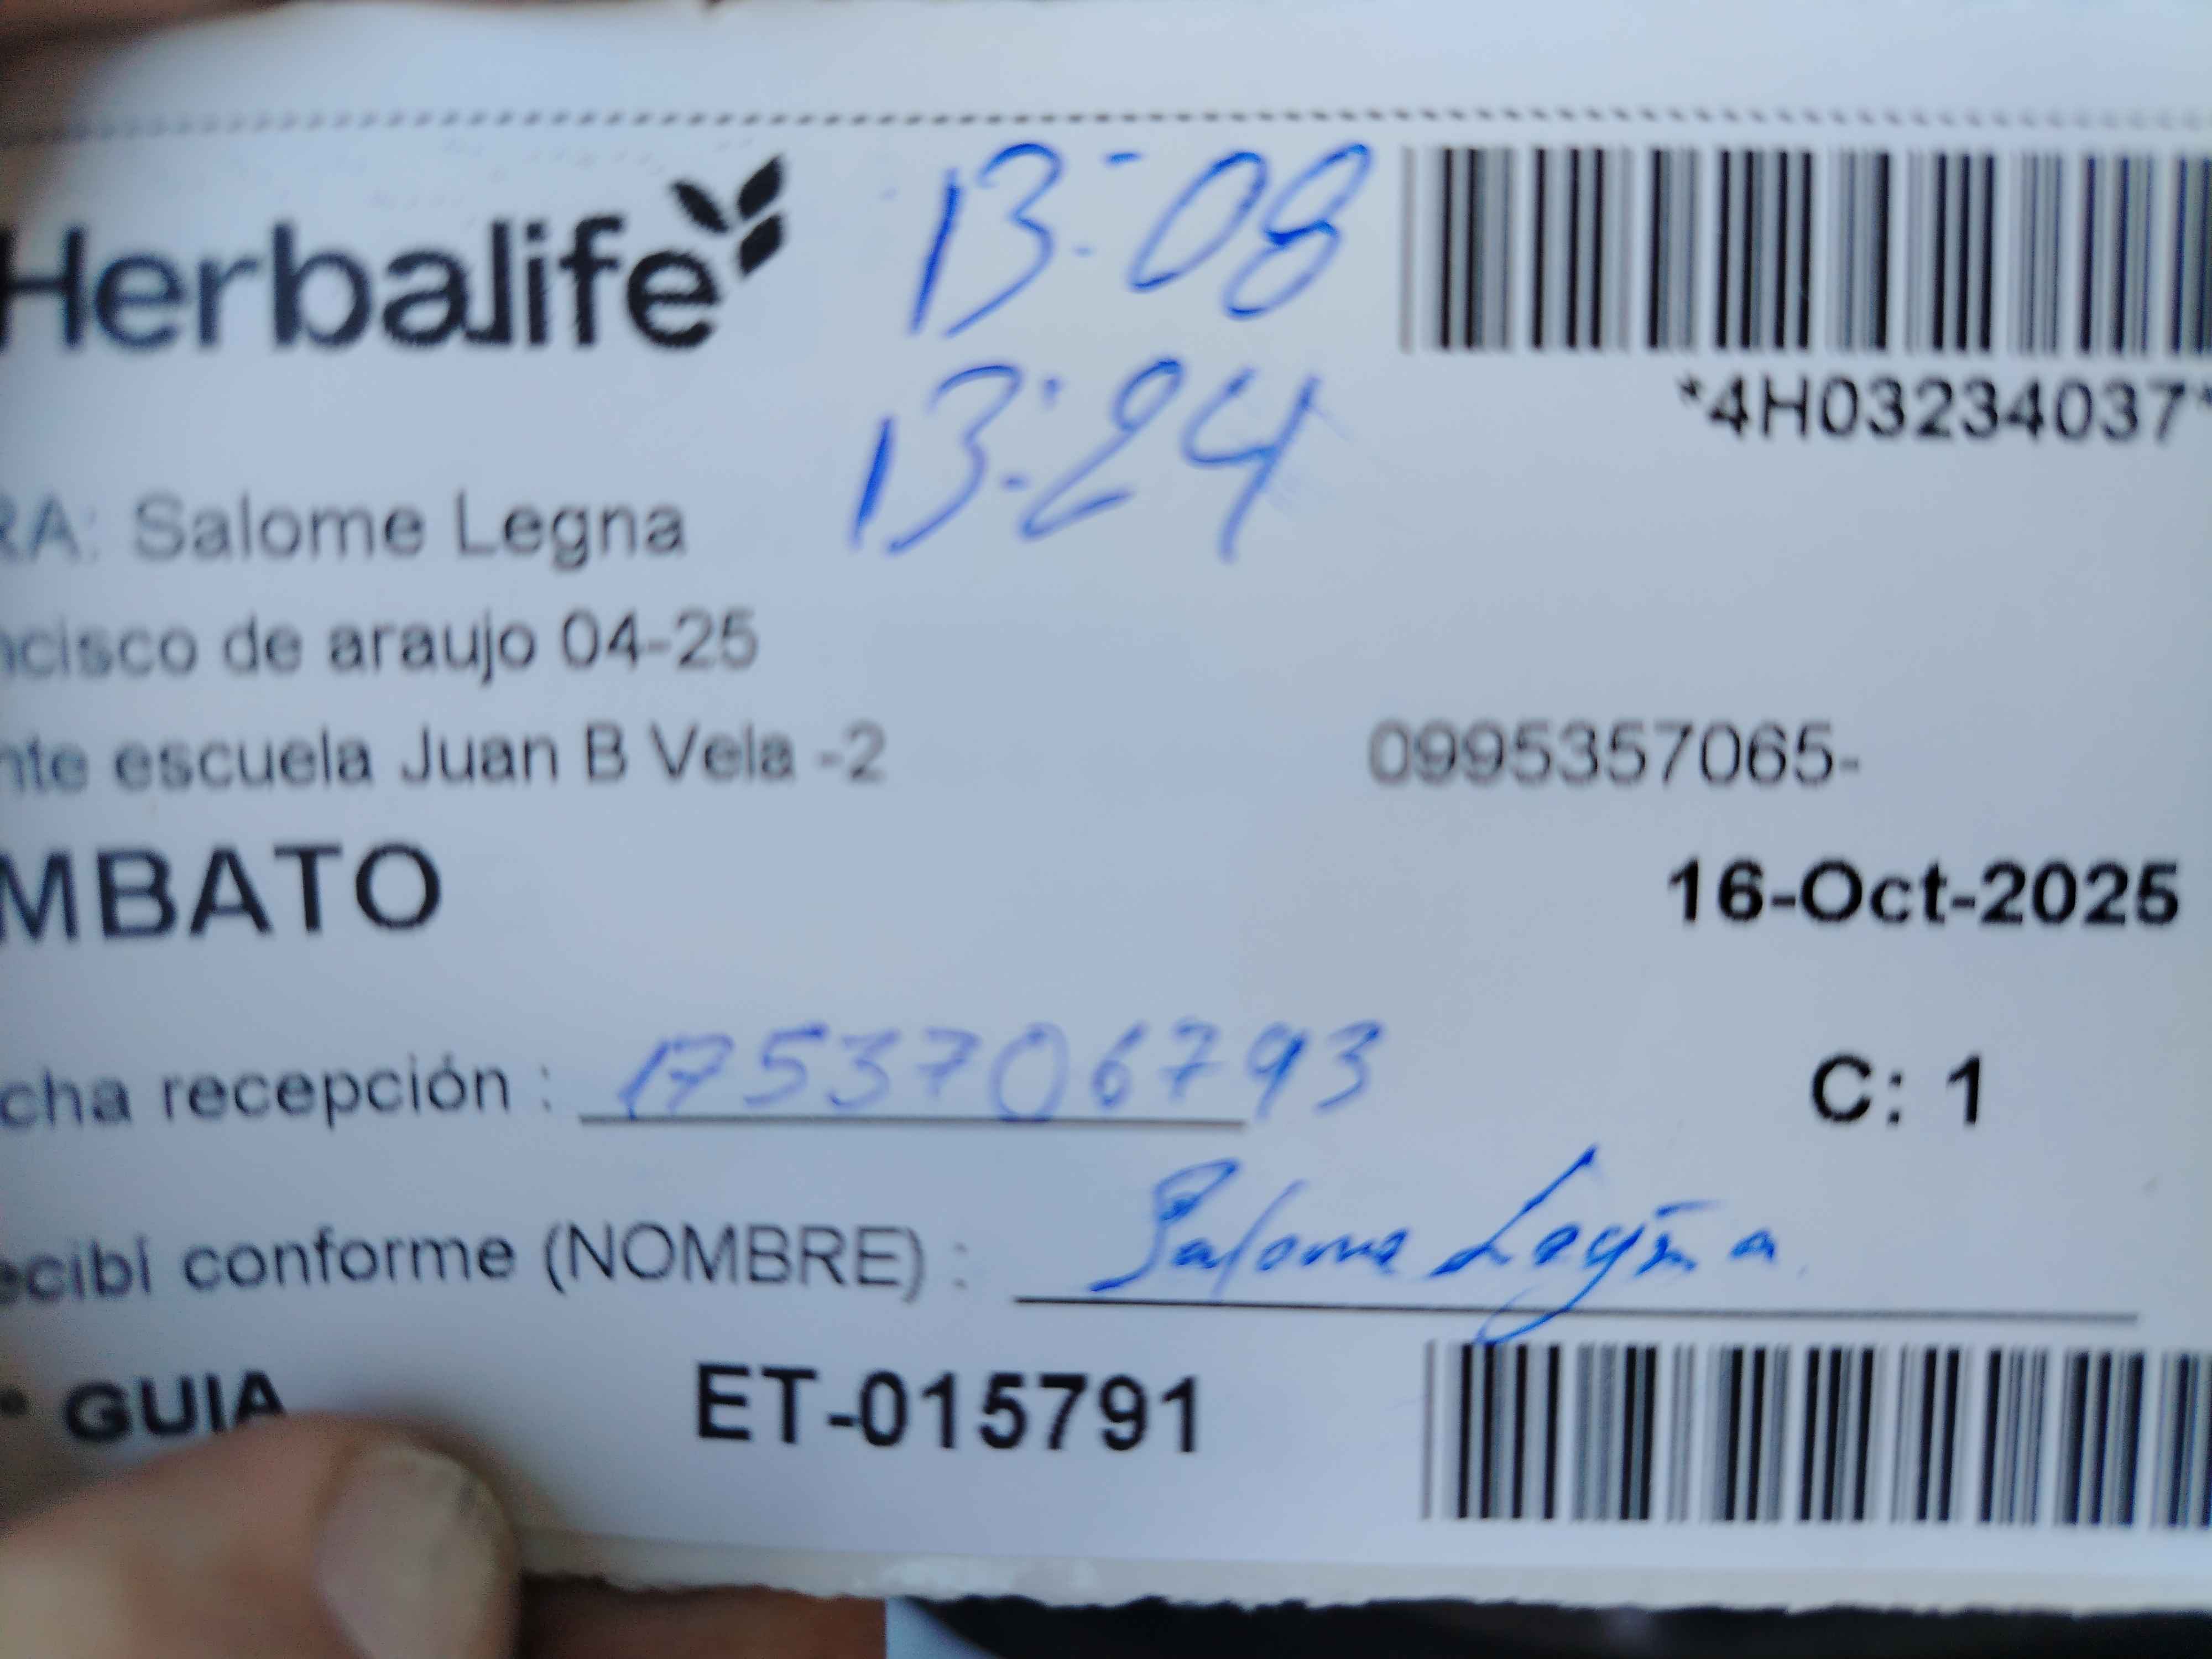 Herbalife
13:08
13:24
*4H03234037*
RA: Salome Legna
ncisco de araujo 04-25
nte escuela Juan B Vela -2 0995357065-
MBATO
16-Oct-2025
cha recepción : 1753706793
C: 1
ecibí conforme (NOMBRE) : Salome Legña
° GUIA ET-015791